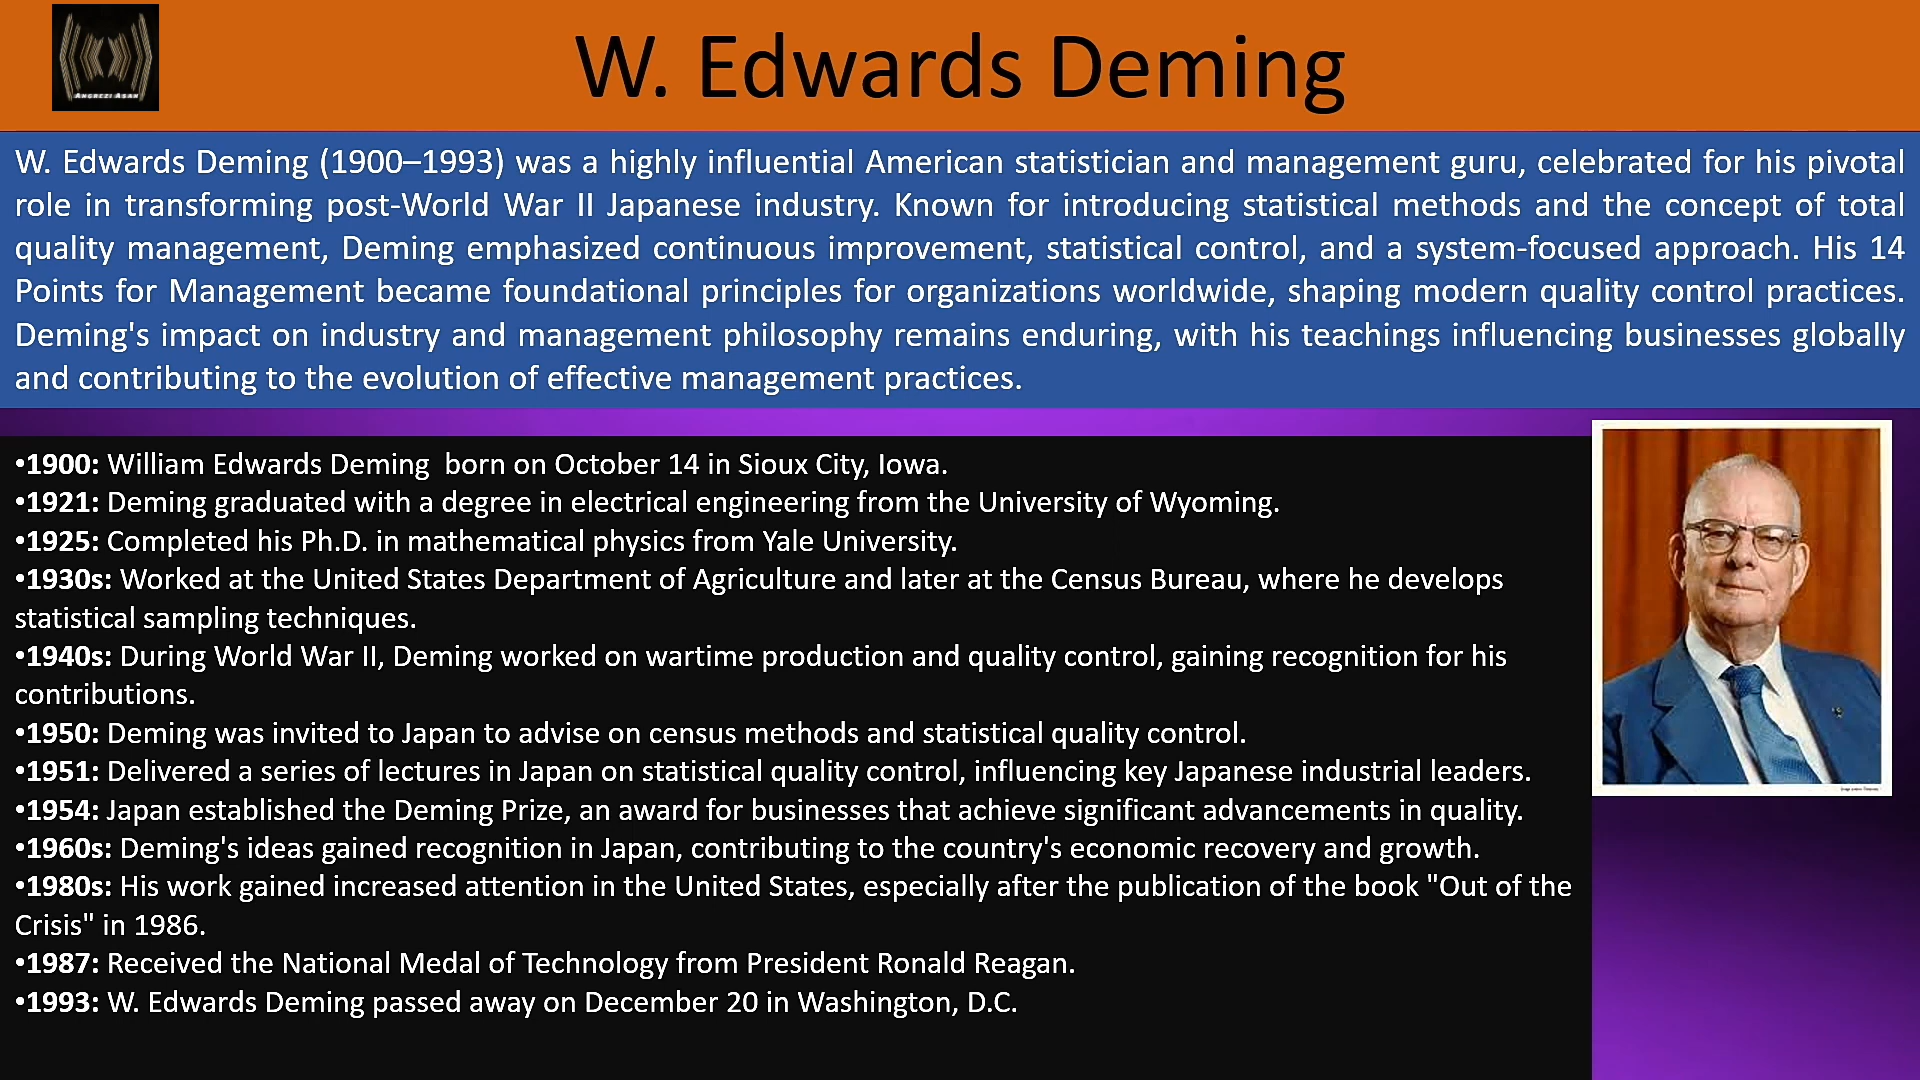 ANGREZI ASAN
W. Edwards Deming
W. Edwards Deming (1900–1993) was a highly influential American statistician and management guru, celebrated for his pivotal
role in transforming post-World War II Japanese industry. Known for introducing statistical methods and the concept of total
quality management, Deming emphasized continuous improvement, statistical control, and a system-focused approach. His 14
Points for Management became foundational principles for organizations worldwide, shaping modern quality control practices.
Deming's impact on industry and management philosophy remains enduring, with his teachings influencing businesses globally
and contributing to the evolution of effective management practices.
•1900: William Edwards Deming  born on October 14 in Sioux City, Iowa.
•1921: Deming graduated with a degree in electrical engineering from the University of Wyoming.
•1925: Completed his Ph.D. in mathematical physics from Yale University.
•1930s: Worked at the United States Department of Agriculture and later at the Census Bureau, where he develops
statistical sampling techniques.
•1940s: During World War II, Deming worked on wartime production and quality control, gaining recognition for his
contributions.
•1950: Deming was invited to Japan to advise on census methods and statistical quality control.
•1951: Delivered a series of lectures in Japan on statistical quality control, influencing key Japanese industrial leaders.
•1954: Japan established the Deming Prize, an award for businesses that achieve significant advancements in quality.
•1960s: Deming's ideas gained recognition in Japan, contributing to the country's economic recovery and growth.
•1980s: His work gained increased attention in the United States, especially after the publication of the book "Out of the
Crisis" in 1986.
•1987: Received the National Medal of Technology from President Ronald Reagan.
•1993: W. Edwards Deming passed away on December 20 in Washington, D.C.